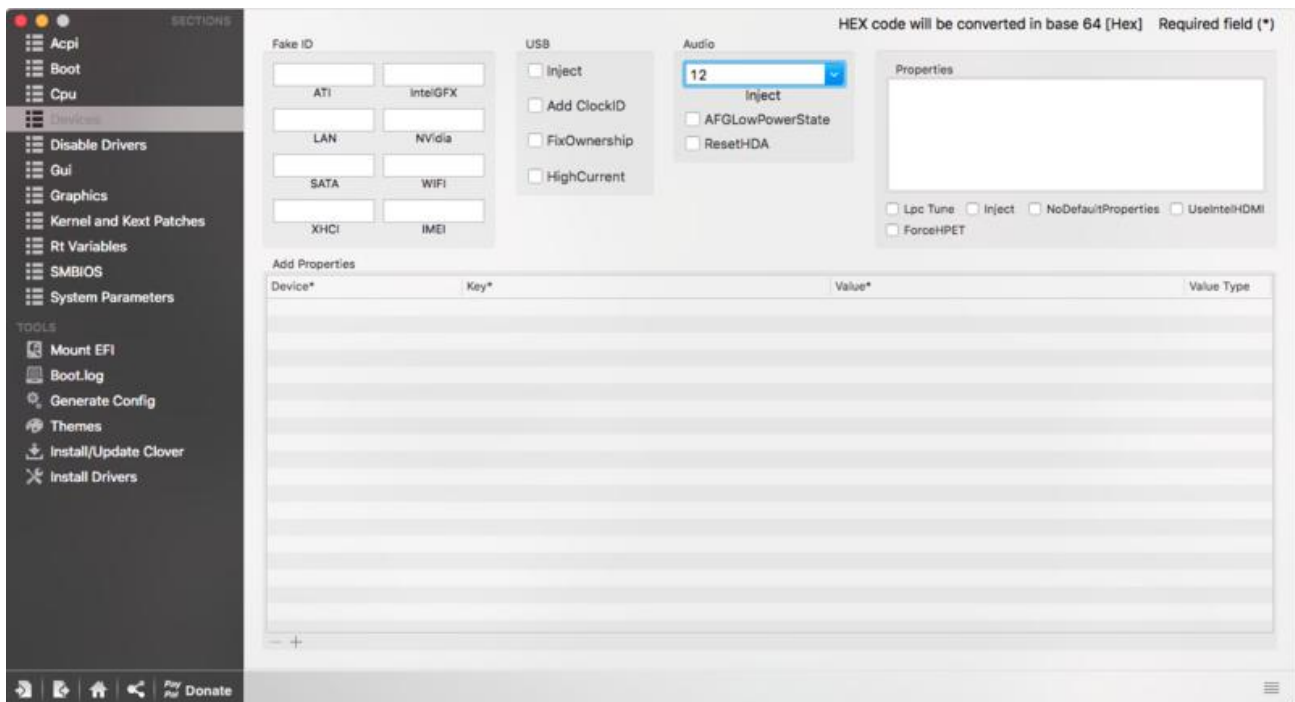 SECTIONS
Acpi
Boot
Cpu
Devices
Disable Drivers
Gui
Graphics
Kernel and Kext Patches
Rt Variables
SMBIOS
System Parameters
TOOLS
Mount EFI
Boot.log
Generate Config
Themes
Install/Update Clover
Install Drivers
Pay Pal Donate
HEX code will be converted in base 64 [Hex] Required field (*)
Fake ID
ATI IntelGFX
LAN NVidia
SATA WIFI
XHCI IMEI
USB
Inject
Add ClockID
FixOwnership
HighCurrent
Audio
12
Inject
AFGLowPowerState
ResetHDA
Properties
Lpc Tune Inject NoDefaultProperties UseIntelHDMI
ForceHPET
Add Properties
Device* Key* Value* Value Type